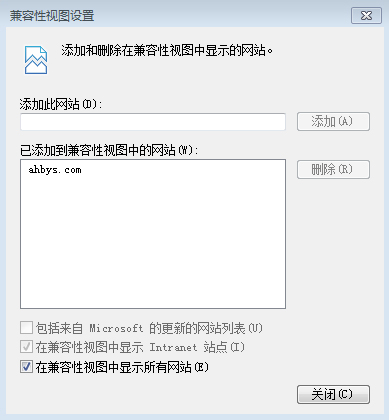 兼容性视图设置
添加和删除在兼容性视图中显示的网站。
添加此网站(D):
添加(A)
已添加到兼容性视图中的网站(W):
ahbys.com
删除(R)
包括来自 Microsoft 的更新的网站列表(U)
在兼容性视图中显示 Intranet 站点(I)
在兼容性视图中显示所有网站(E)
关闭(C)